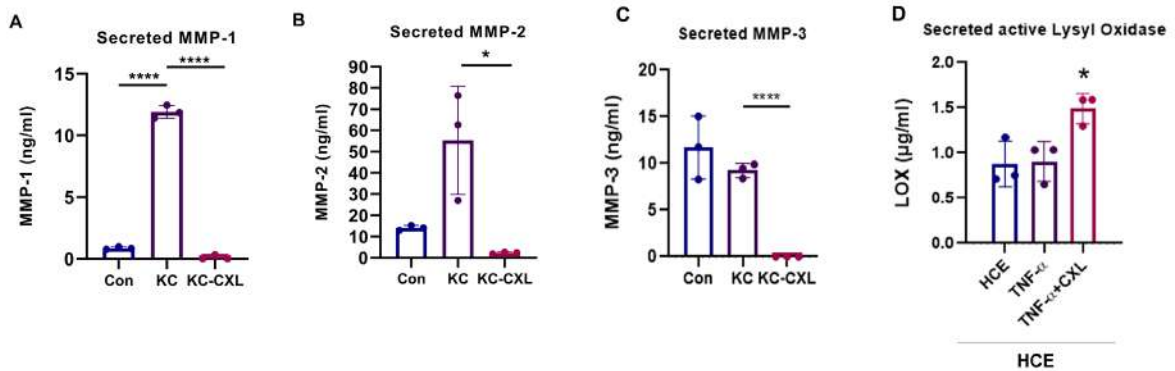 A
Secreted MMP-1
****
****
MMP-1 (ng/ml)
15
10
5
0
Con
KC
KC-CXL
B
Secreted MMP-2
*
MMP-2 (ng/ml)
90
80
70
60
50
40
30
20
10
0
Con
KC
KC-CXL
C
Secreted MMP-3
****
MMP-3 (ng/ml)
20
15
10
5
0
Con
KC
KC-CXL
D
Secreted active Lysyl Oxidase
*
LOX (µg/ml)
2.0
1.5
1.0
0.5
0.0
HCE
TNF-α
TNF-α+CXL
HCE